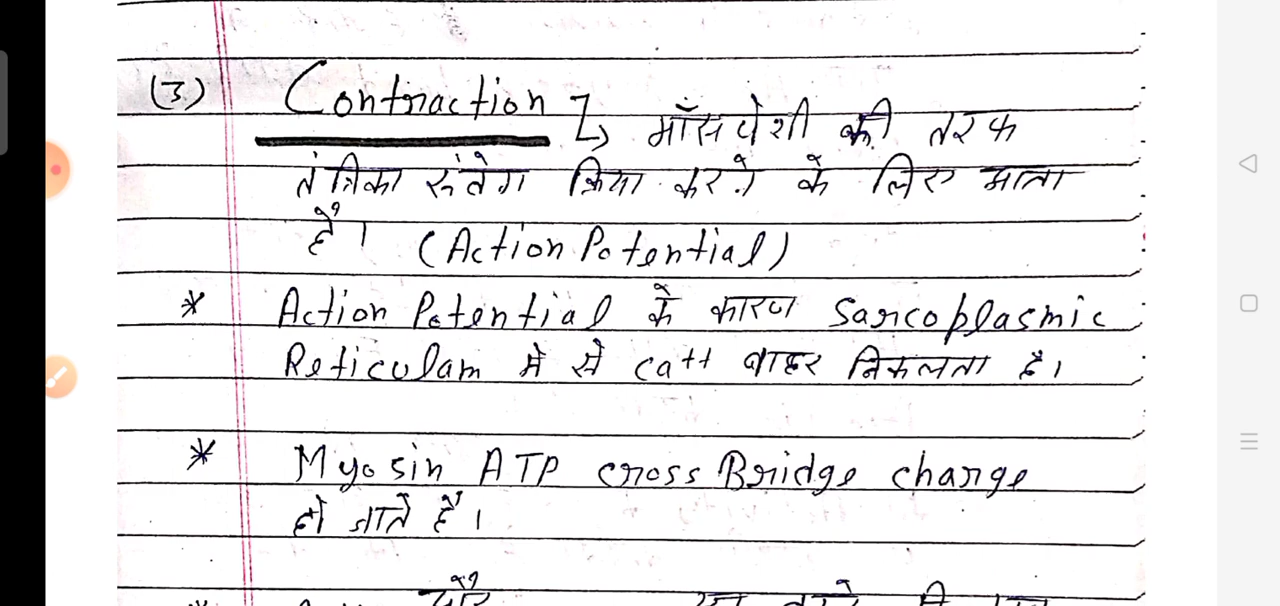 (3) Contraction ↳ माँसपेशी की तरफ
तंत्रिका संवेग क्रिया करने के लिए आता
है। (Action Potential)
* Action Potential के कारण Sarcoplasmic
Reticulam में से Ca++ बाहर निकलता है।
* Myosin ATP cross Bridge charge
हो जाते हैं।